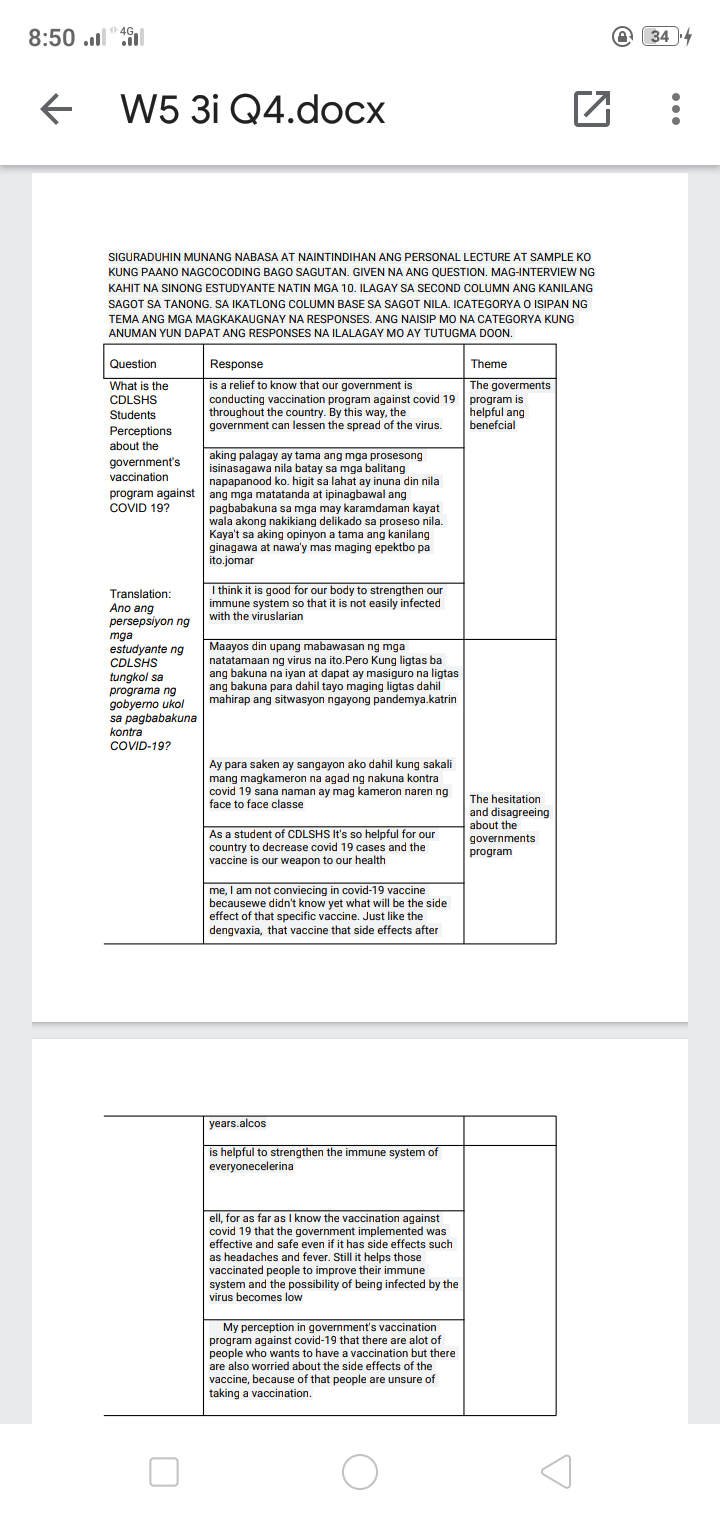 8:50 4G 34
W5 3i Q4.docx
SIGURADUHIN MUNANG NABASA AT NAINTINDIHAN ANG PERSONAL LECTURE AT SAMPLE KO
KUNG PAANO NAGCOCODING BAGO SAGUTAN. GIVEN NA ANG QUESTION. MAG-INTERVIEW NG
KAHIT NA SINONG ESTUDYANTE NATIN MGA 10. ILAGAY SA SECOND COLUMN ANG KANILANG
SAGOT SA TANONG. SA IKATLONG COLUMN BASE SA SAGOT NILA. ICATEGORYA O ISIPAN NG
TEMA ANG MGA MAGKAKAUGNAY NA RESPONSES. ANG NAISIP MO NA CATEGORYA KUNG
ANUMAN YUN DAPAT ANG RESPONSES NA ILALAGAY MO AY TUTUGMA DOON.
Question
Response
Theme
What is the
CDLSHS
Students
Perceptions
about the
government's
vaccination
program against
COVID 19?
Translation:
Ano ang
persepsiyon ng
mga
estudyante ng
CDLSHS
tungkol sa
programa ng
gobyerno ukol
sa pagbabakuna
kontra
COVID-19?
is a relief to know that our government is
conducting vaccination program against covid 19
throughout the country. By this way, the
government can lessen the spread of the virus.
aking palagay ay tama ang mga prosesong
isinasagawa nila batay sa mga balitang
napapanood ko. higit sa lahat ay inuna din nila
ang mga matatanda at ipinagbawal ang
pagbabakuna sa mga may karamdaman kayat
wala akong nakikiang delikado sa proseso nila.
Kaya't sa aking opinyon a tama ang kanilang
ginagawa at nawa'y mas maging epektbo pa
ito.jomar
I think it is good for our body to strengthen our
immune system so that it is not easily infected
with the viruslarian
The goverments
program is
helpful ang
benefcial
Maayos din upang mabawasan ng mga
natatamaan ng virus na ito.Pero Kung ligtas ba
ang bakuna na iyan at dapat ay masiguro na ligtas
ang bakuna para dahil tayo maging ligtas dahil
mahirap ang sitwasyon ngayong pandemya.katrin
Ay para saken ay sangayon ako dahil kung sakali
mang magkameron na agad ng nakuna kontra
covid 19 sana naman ay mag kameron naren ng
face to face classe
As a student of CDLSHS It's so helpful for our
country to decrease covid 19 cases and the
vaccine is our weapon to our health
me, I am not conviecing in covid-19 vaccine
becausewe didn't know yet what will be the side
effect of that specific vaccine. Just like the
dengvaxia, that vaccine that side effects after
The hesitation
and disagreeing
about the
governments
program
years.alcos
is helpful to strengthen the immune system of
everyonecelerina
ell, for as far as I know the vaccination against
covid 19 that the government implemented was
effective and safe even if it has side effects such
as headaches and fever. Still it helps those
vaccinated people to improve their immune
system and the possibility of being infected by the
virus becomes low
My perception in government's vaccination
program against covid-19 that there are alot of
people who wants to have a vaccination but there
are also worried about the side effects of the
vaccine, because of that people are unsure of
taking a vaccination.